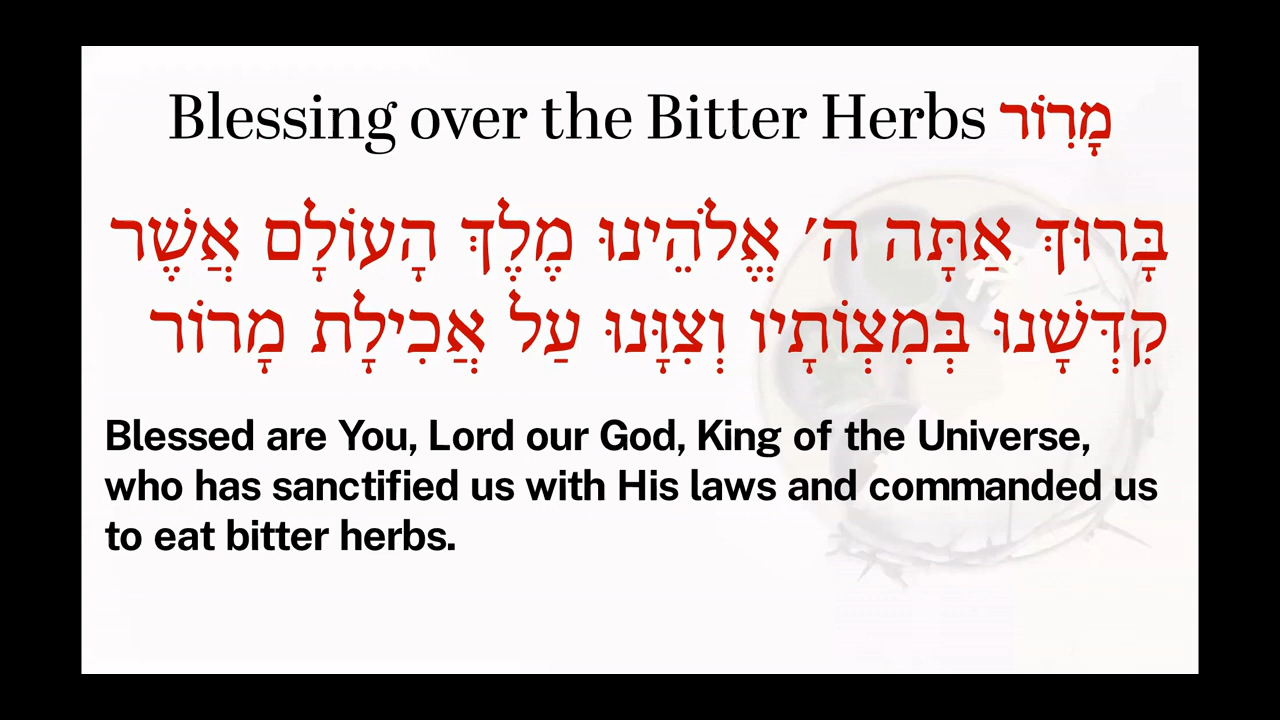 Blessing over the Bitter Herbs מָרִוֹר
בָּרוּךְ אַתָּה ה׳ אֱלֹהֵינוּ מֶלֶךְ הָעוֹלָם אֲשֶׁר
קִדְּשָׁנוּ בְּמִצְוֹתָיו וְצִוָּנוּ עַל אֲכִילָת מָרוֹר
Blessed are You, Lord our God, King of the Universe,
who has sanctified us with His laws and commanded us
to eat bitter herbs.